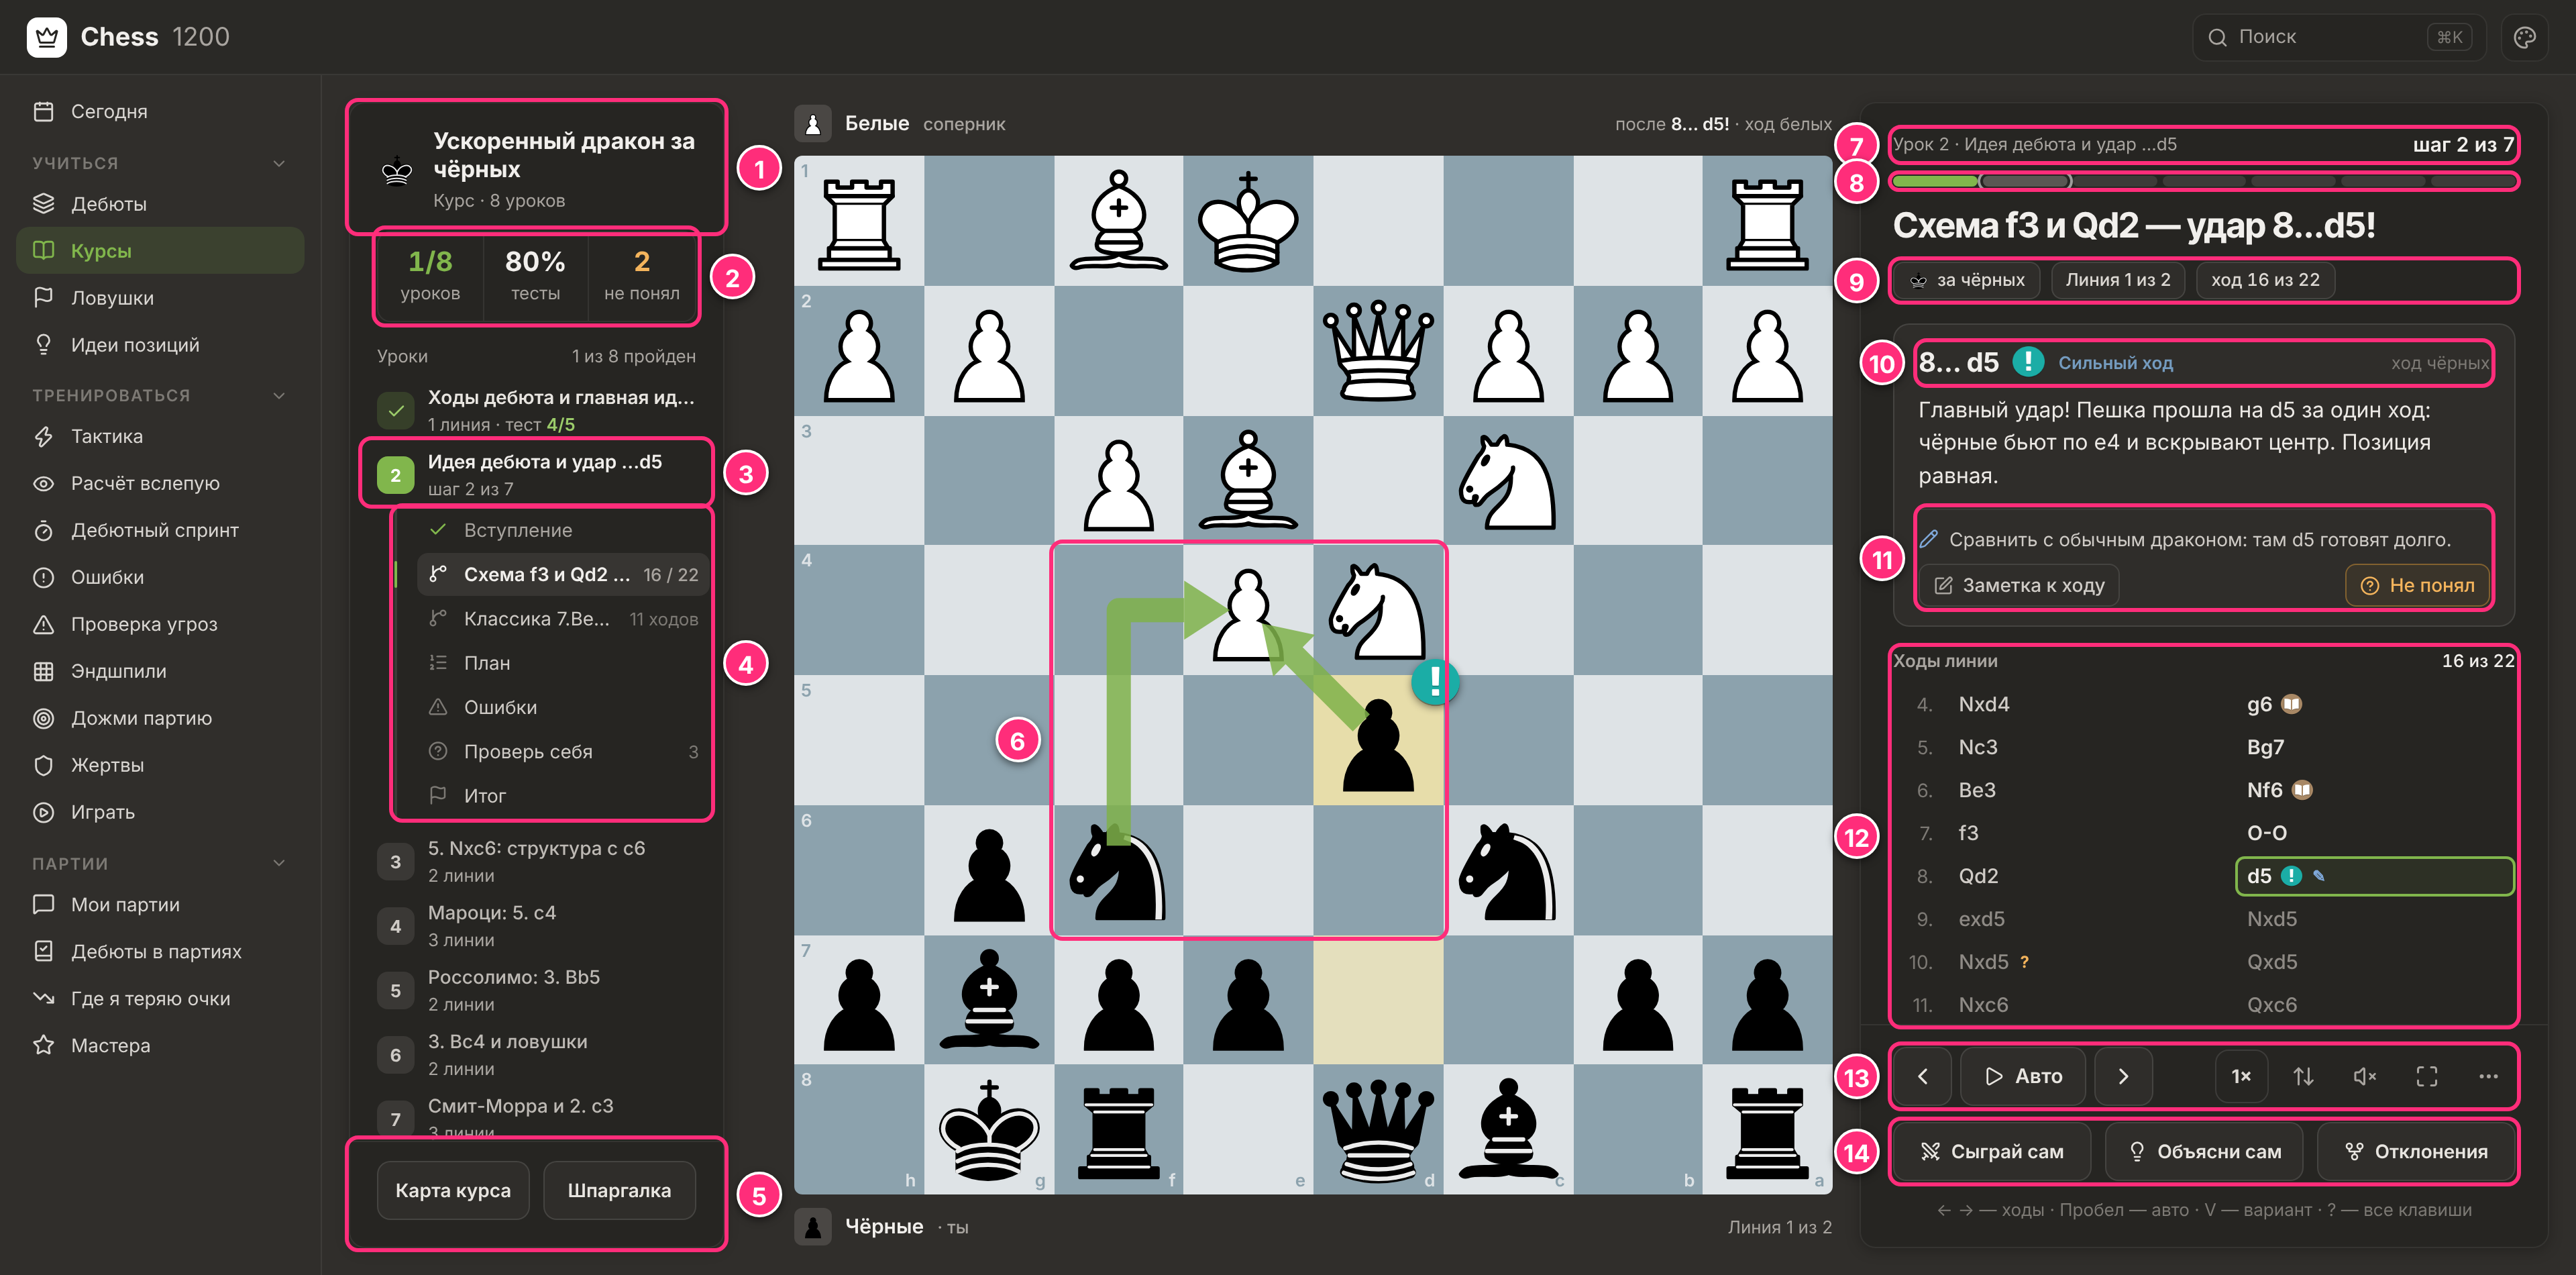 Chess 1200
Поиск ⌘K
Сегодня
УЧИТЬСЯ
Дебюты
Курсы
Ловушки
Идеи позиций
ТРЕНИРОВАТЬСЯ
Тактика
Расчёт вслепую
Дебютный спринт
Ошибки
Проверка угроз
Эндшпили
Дожми партию
Жертвы
Играть
ПАРТИИ
Мои партии
Дебюты в партиях
Где я теряю очки
Мастера
Ускоренный дракон за
чёрных
Курс · 8 уроков
1
1/8 80% 2
уроков тесты не понял
2
Уроки 1 из 8 пройден
Ходы дебюта и главная ид...
1 линия · тест 4/5
2 Идея дебюта и удар ...d5
шаг 2 из 7
3
Вступление
Схема f3 и Qd2 ... 16 / 22
Классика 7.Be... 11 ходов
План
Ошибки
Проверь себя 3
Итог
4
3 5. Nxc6: структура с c6
2 линии
4 Мароци: 5. c4
3 линии
5 Россолимо: 3. Bb5
2 линии
6 3. Bc4 и ловушки
2 линии
7 Смит-Морра и 2. c3
3 линии
Карта курса Шпаргалка
5
Белые соперник после 8... d5! · ход белых
1
2
3
4
5
6
7
8
!
6
h g f e d c b a
Чёрные · ты Линия 1 из 2
7
Урок 2 · Идея дебюта и удар ...d5 шаг 2 из 7
8
Схема f3 и Qd2 — удар 8...d5!
9
за чёрных Линия 1 из 2 ход 16 из 22
10
8... d5 ! Сильный ход ход чёрных
Главный удар! Пешка прошла на d5 за один ход:
чёрные бьют по e4 и вскрывают центр. Позиция
равная.
11
Сравнить с обычным драконом: там d5 готовят долго.
Заметка к ходу Не понял
12
Ходы линии 16 из 22
4. Nxd4 g6
5. Nc3 Bg7
6. Be3 Nf6
7. f3 O-O
8. Qd2 d5 !
9. exd5 Nxd5
10. Nxd5 ? Qxd5
11. Nxc6 Qxc6
13
Авто 1× ...
14
Сыграй сам Объясни сам Отклонения
← → — ходы · Пробел — авто · V — вариант · ? — все клавиши